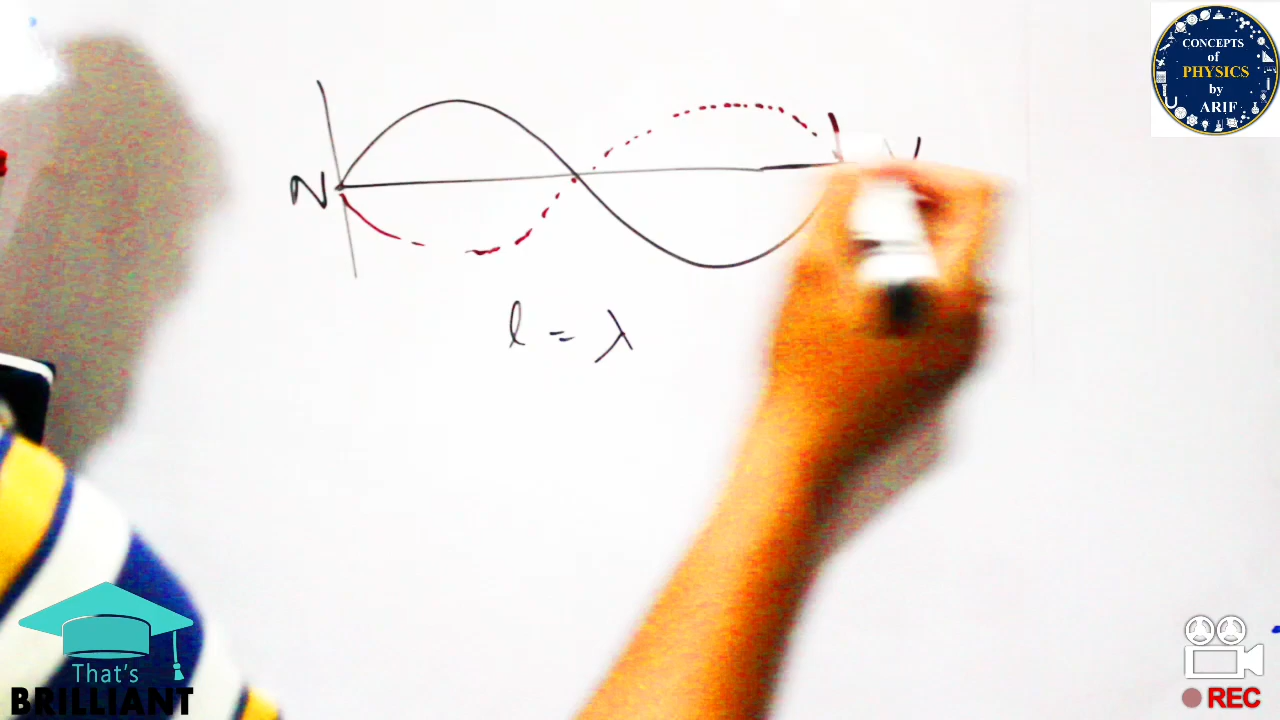 CONCEPTS
of
PHYSICS
by
ARIF
N
l = λ
That's
BRILLIANT
REC